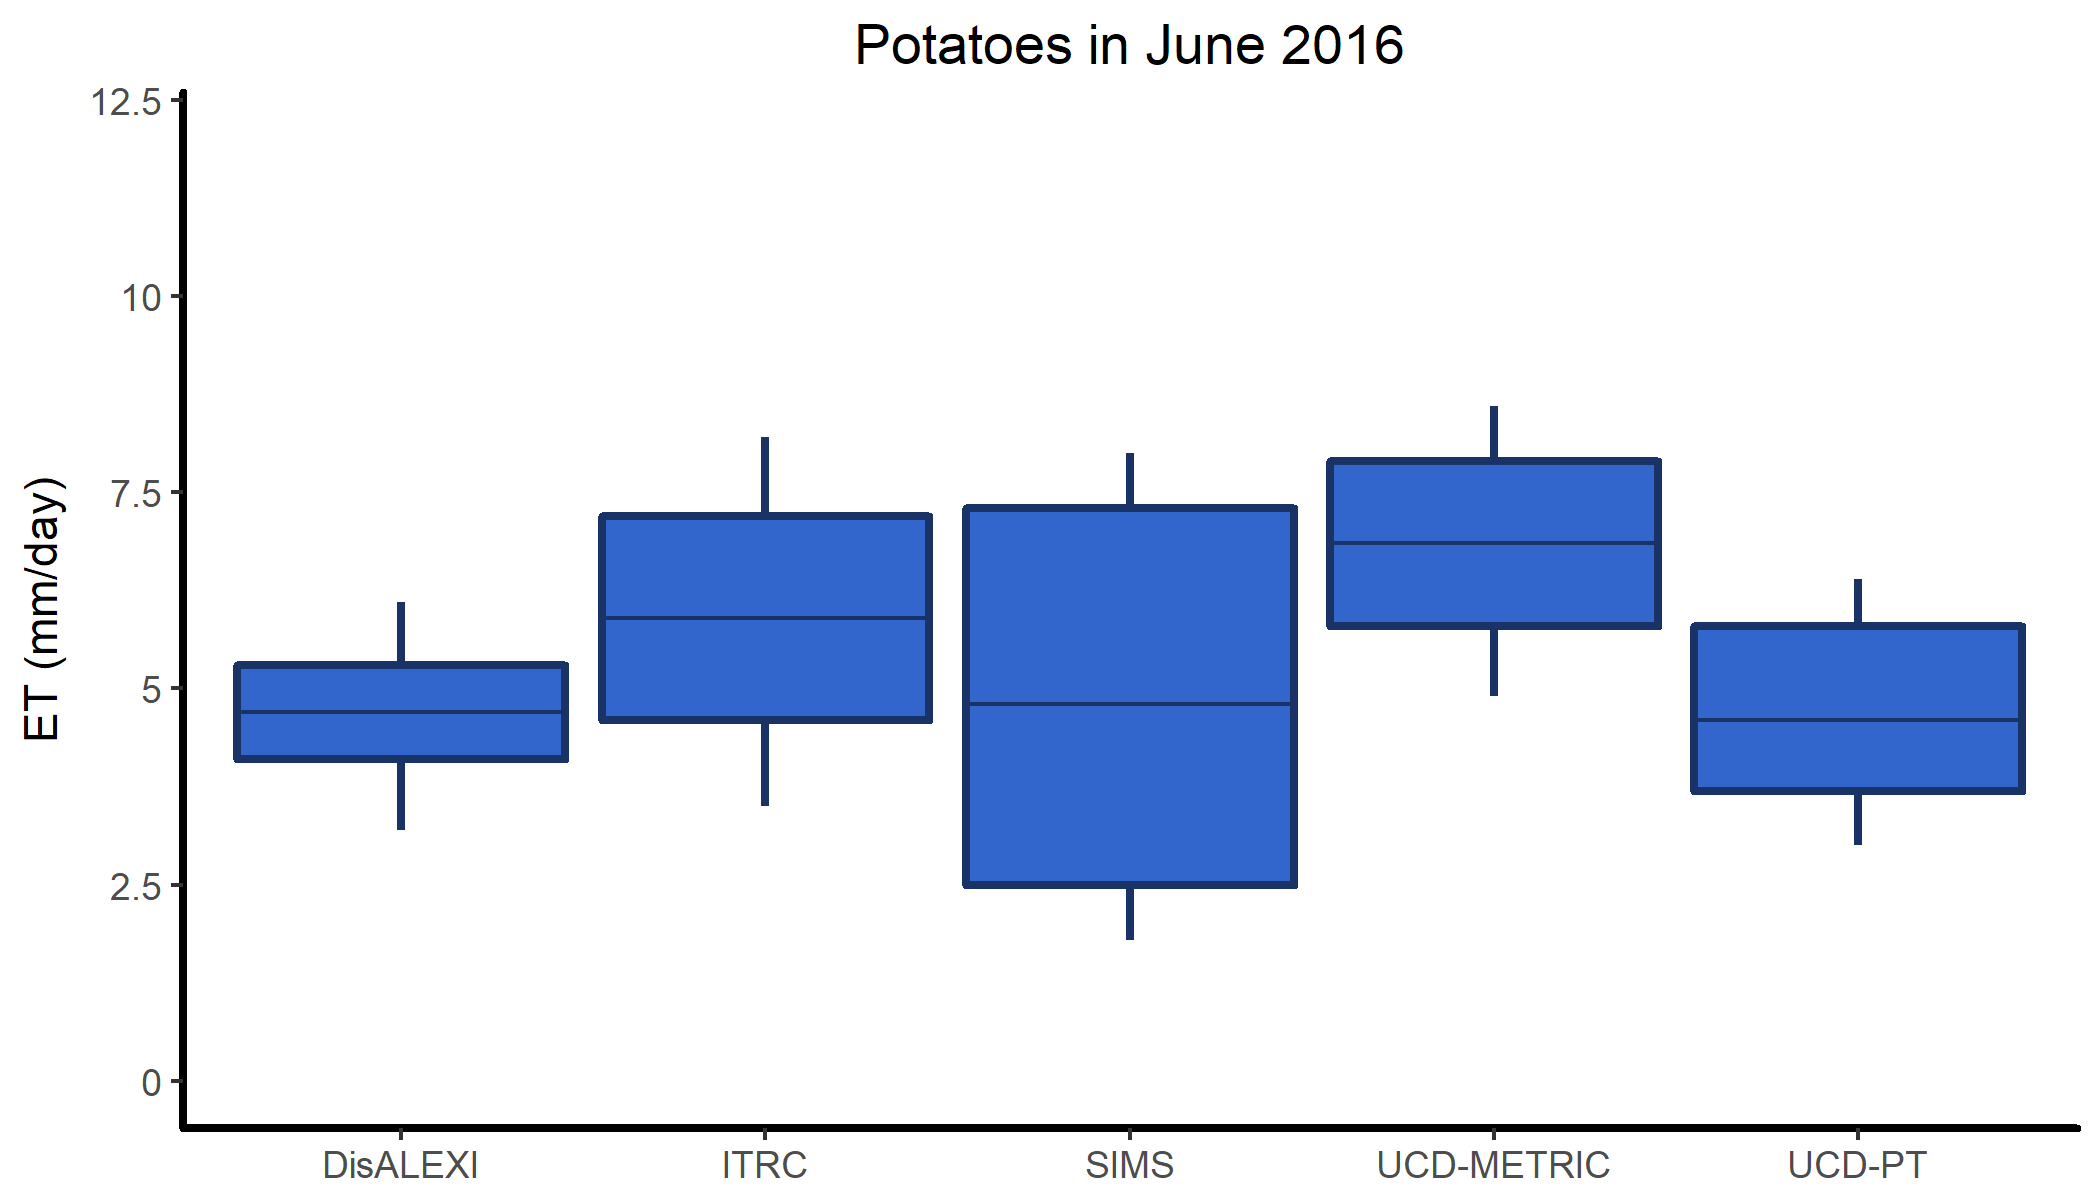 Potatoes in June 2016
ET (mm/day)
12.5
10
7.5
5
2.5
0
DisALEXI
ITRC
SIMS
UCD-METRIC
UCD-PT